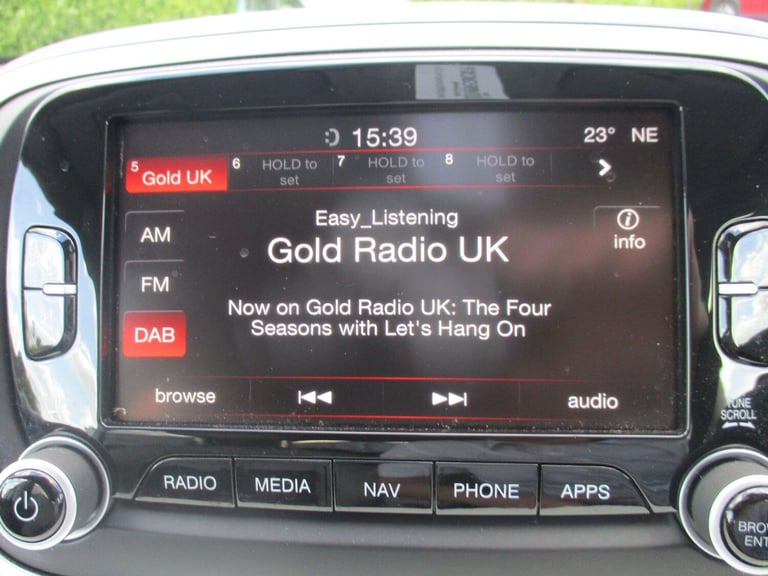 15:39 23° NE
5 Gold UK
6 HOLD to set
7 HOLD to set
8 HOLD to set
Easy_Listening
Gold Radio UK
info
AM
FM
DAB
Now on Gold Radio UK: The Four
Seasons with Let's Hang On
browse
audio
TUNE
SCROLL
RADIO MEDIA NAV PHONE APPS